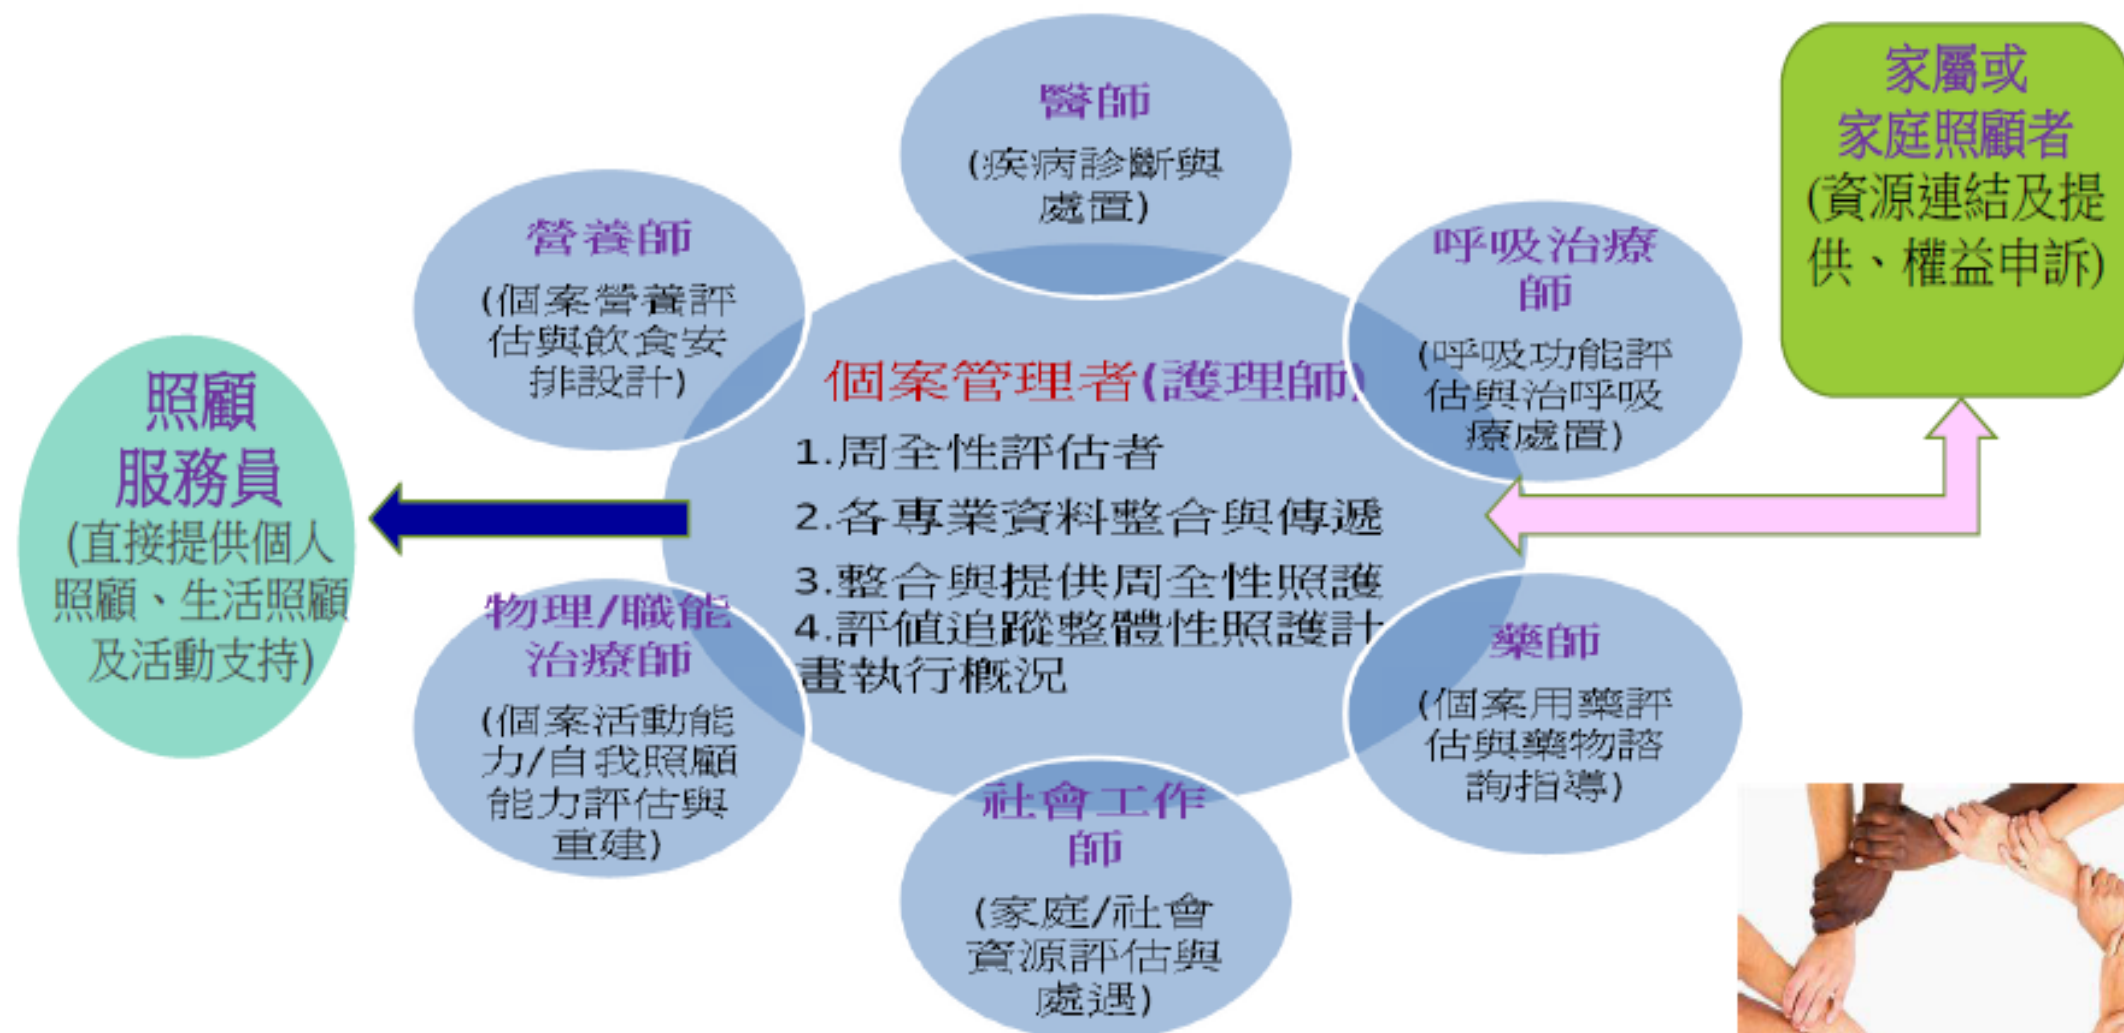 醫師
(疾病診斷與
處置)
家屬或
家庭照顧者
(資源連結及提
供、權益申訴)
營養師
(個案營養評
估與飲食安
排設計)
呼吸治療
師
(呼吸功能評
估與治呼吸
療處置)
照顧
服務員
(直接提供個人
照顧、生活照顧
及活動支持)
個案管理者(護理師)
1.周全性評估者
2.各專業資料整合與傳遞
3.整合與提供周全性照護
4.評值追蹤整體性照護計
畫執行概況
物理/職能
治療師
(個案活動能
力/自我照顧
能力評估與
重建)
藥師
(個案用藥評
估與藥物諮
詢指導)
社會工作
師
(家庭/社會
資源評估與
處遇)